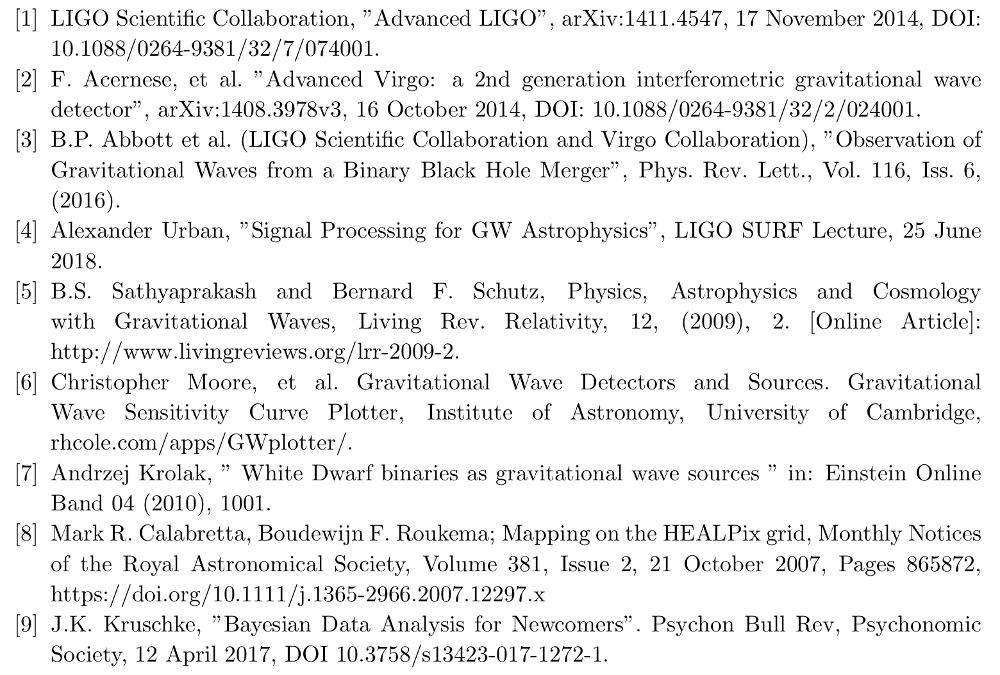 [1] LIGO Scientific Collaboration, ”Advanced LIGO”, arXiv:1411.4547, 17 November 2014, DOI:
10.1088/0264-9381/32/7/074001.
[2] F. Acernese, et al. ”Advanced Virgo: a 2nd generation interferometric gravitational wave
detector”, arXiv:1408.3978v3, 16 October 2014, DOI: 10.1088/0264-9381/32/2/024001.
[3] B.P. Abbott et al. (LIGO Scientific Collaboration and Virgo Collaboration), ”Observation of
Gravitational Waves from a Binary Black Hole Merger”, Phys. Rev. Lett., Vol. 116, Iss. 6,
(2016).
[4] Alexander Urban, ”Signal Processing for GW Astrophysics”, LIGO SURF Lecture, 25 June
2018.
[5] B.S. Sathyaprakash and Bernard F. Schutz, Physics, Astrophysics and Cosmology
with Gravitational Waves, Living Rev. Relativity, 12, (2009), 2. [Online Article]:
http://www.livingreviews.org/lrr-2009-2.
[6] Christopher Moore, et al. Gravitational Wave Detectors and Sources. Gravitational
Wave Sensitivity Curve Plotter, Institute of Astronomy, University of Cambridge,
rhcole.com/apps/GWplotter/.
[7] Andrzej Krolak, ” White Dwarf binaries as gravitational wave sources ” in: Einstein Online
Band 04 (2010), 1001.
[8] Mark R. Calabretta, Boudewijn F. Roukema; Mapping on the HEALPix grid, Monthly Notices
of the Royal Astronomical Society, Volume 381, Issue 2, 21 October 2007, Pages 865872,
https://doi.org/10.1111/j.1365-2966.2007.12297.x
[9] J.K. Kruschke, ”Bayesian Data Analysis for Newcomers”. Psychon Bull Rev, Psychonomic
Society, 12 April 2017, DOI 10.3758/s13423-017-1272-1.